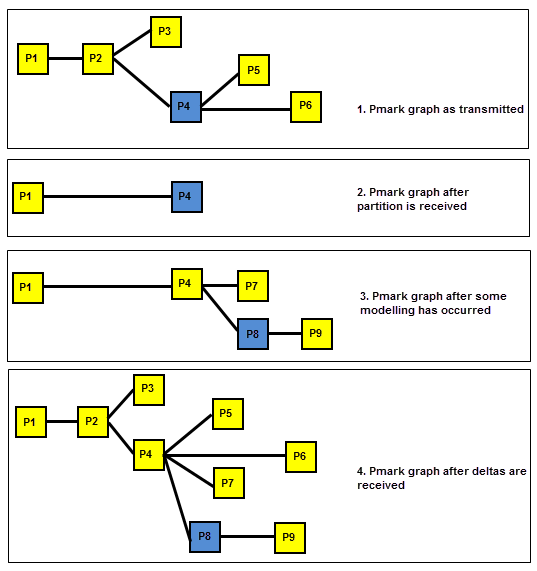 P3
P1
P2
P5
P4
P6
1. Pmark graph as transmitted
P1
P4
2. Pmark graph after
partition is received
P1
P4
P7
3. Pmark graph after some
modelling has occurred
P8
P9
P3
P1
P2
P5
P4
P6
4. Pmark graph after deltas are
received
P7
P8
P9